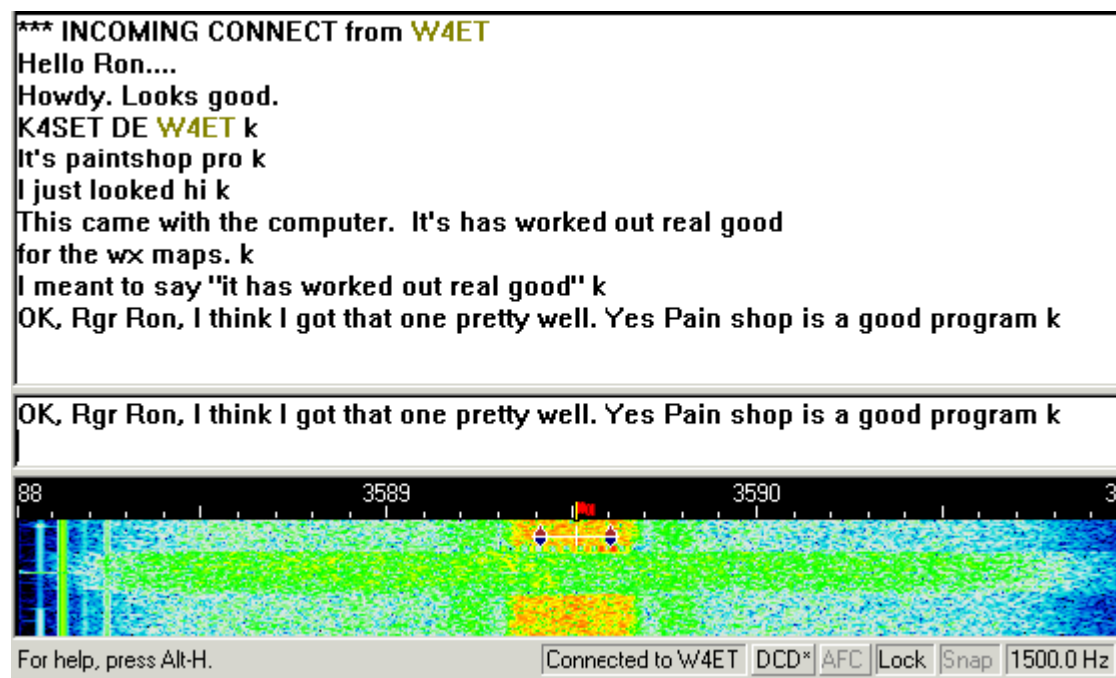 *** INCOMING CONNECT from W4ET
Hello Ron....
Howdy. Looks good.
K4SET DE W4ET k
It's paintshop pro k
I just looked hi k
This came with the computer.  It's has worked out real good
for the wx maps. k
I meant to say "it has worked out real good" k
OK, Rgr Ron, I think I got that one pretty well. Yes Pain shop is a good program k
OK, Rgr Ron, I think I got that one pretty well. Yes Pain shop is a good program k
88 3589 3590 3
For help, press Alt-H. Connected to W4ET DCD* AFC Lock Snap 1500.0 Hz